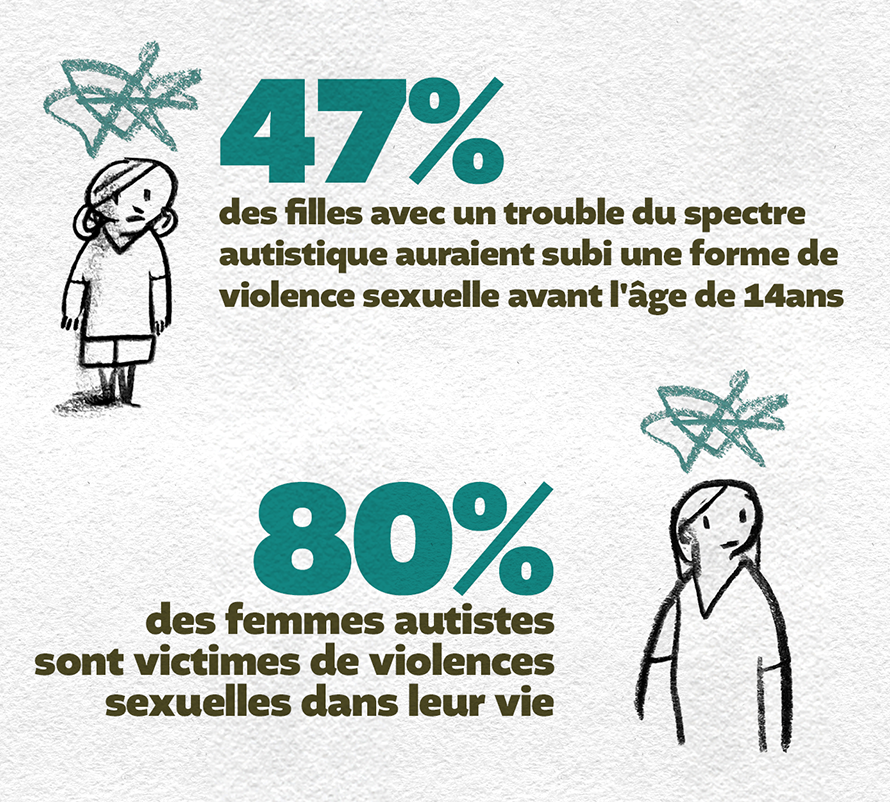 47%
des filles avec un trouble du spectre
autistique auraient subi une forme de
violence sexuelle avant l'âge de 14ans
80%
des femmes autistes
sont victimes de violences
sexuelles dans leur vie